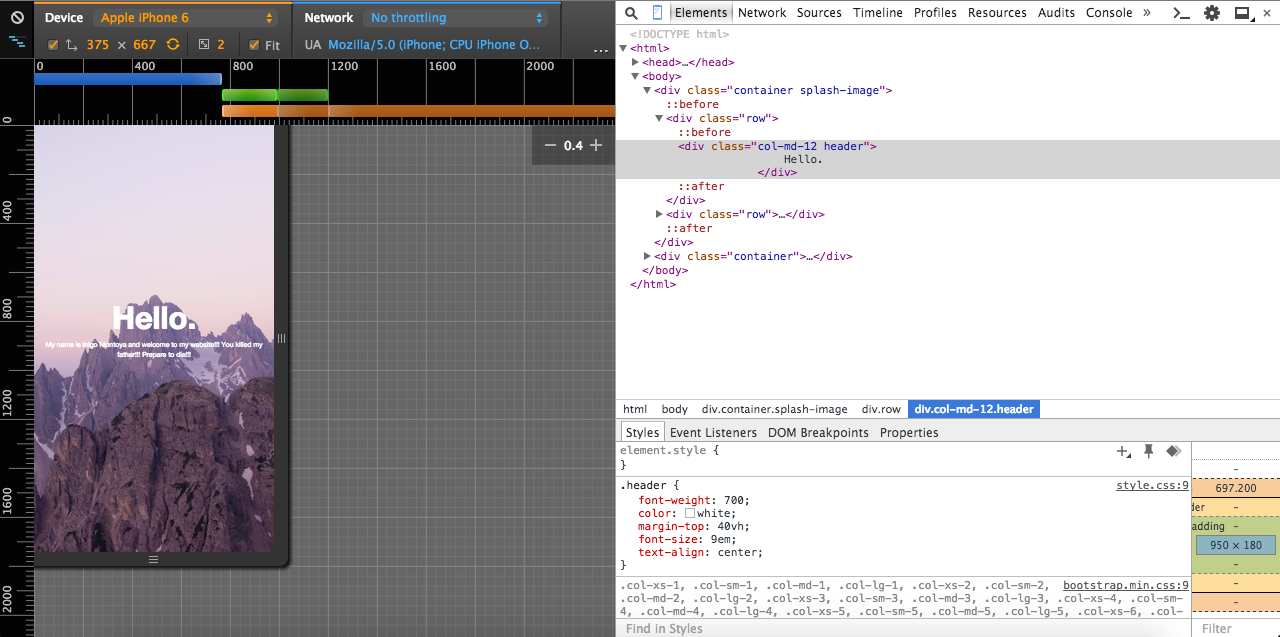 Device Apple iPhone 6 Network No throttling
375 × 667 2 Fit UA Mozilla/5.0 (iPhone; CPU iPhone O... ...
0 400 800 1200 1600 2000
0
400
800
1200
1600
2000
0.4
Hello.
My name is Inigo Montoya and welcome to my website!!! You killed my
father!!! Prepare to die!!!
Elements Network Sources Timeline Profiles Resources Audits Console »
<!DOCTYPE html>
▼<html>
▶<head>…</head>
▼<body>
▼<div class="container splash-image">
::before
▼<div class="row">
::before
<div class="col-md-12 header">
Hello.
</div>
::after
</div>
▶<div class="row">…</div>
::after
</div>
▶<div class="container">…</div>
</body>
</html>
html body div.container.splash-image div.row div.col-md-12.header
Styles Event Listeners DOM Breakpoints Properties
element.style {
}
.header { style.css:9
font-weight: 700;
color: white;
margin-top: 40vh;
font-size: 9em;
text-align: center;
}
.col-xs-1, .col-sm-1, .col-md-1, .col-lg-1, .col-xs-2, .col-sm-2, bootstrap.min.css:9
.col-md-2, .col-lg-2, .col-xs-3, .col-sm-3, .col-md-3, .col-lg-3, .col-xs-4, .col-sm-
4, .col-md-4, .col-lg-4, .col-xs-5, .col-sm-5, .col-md-5, .col-lg-5, .col-xs-6, .col-
Find in Styles
-
697.200
der -
adding -
950 × 180
-
-
-
Filter